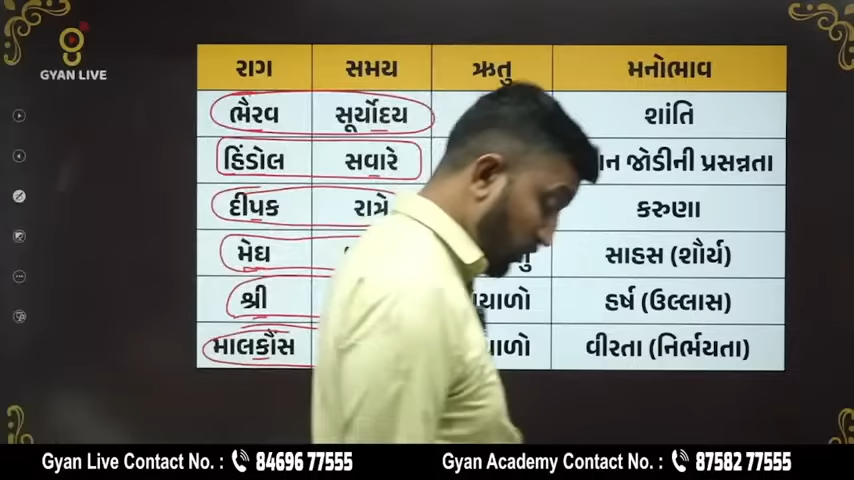 GYAN LIVE
રાગ સમય ઋતુ મનોભાવ
ભૈરવ સૂર્યોદય શાંતિ
હિંડોલ સવારે જોડીની પ્રસન્નતા
દીપક રાત્રે કરુણા
મેઘ સાહસ (શૌર્ય)
શ્રી હર્ષ (ઉલ્લાસ)
માલકૌંસ વીરતા (નિર્ભયતા)
Gyan Live Contact No. : 84696 77555 Gyan Academy Contact No. : 87582 77555